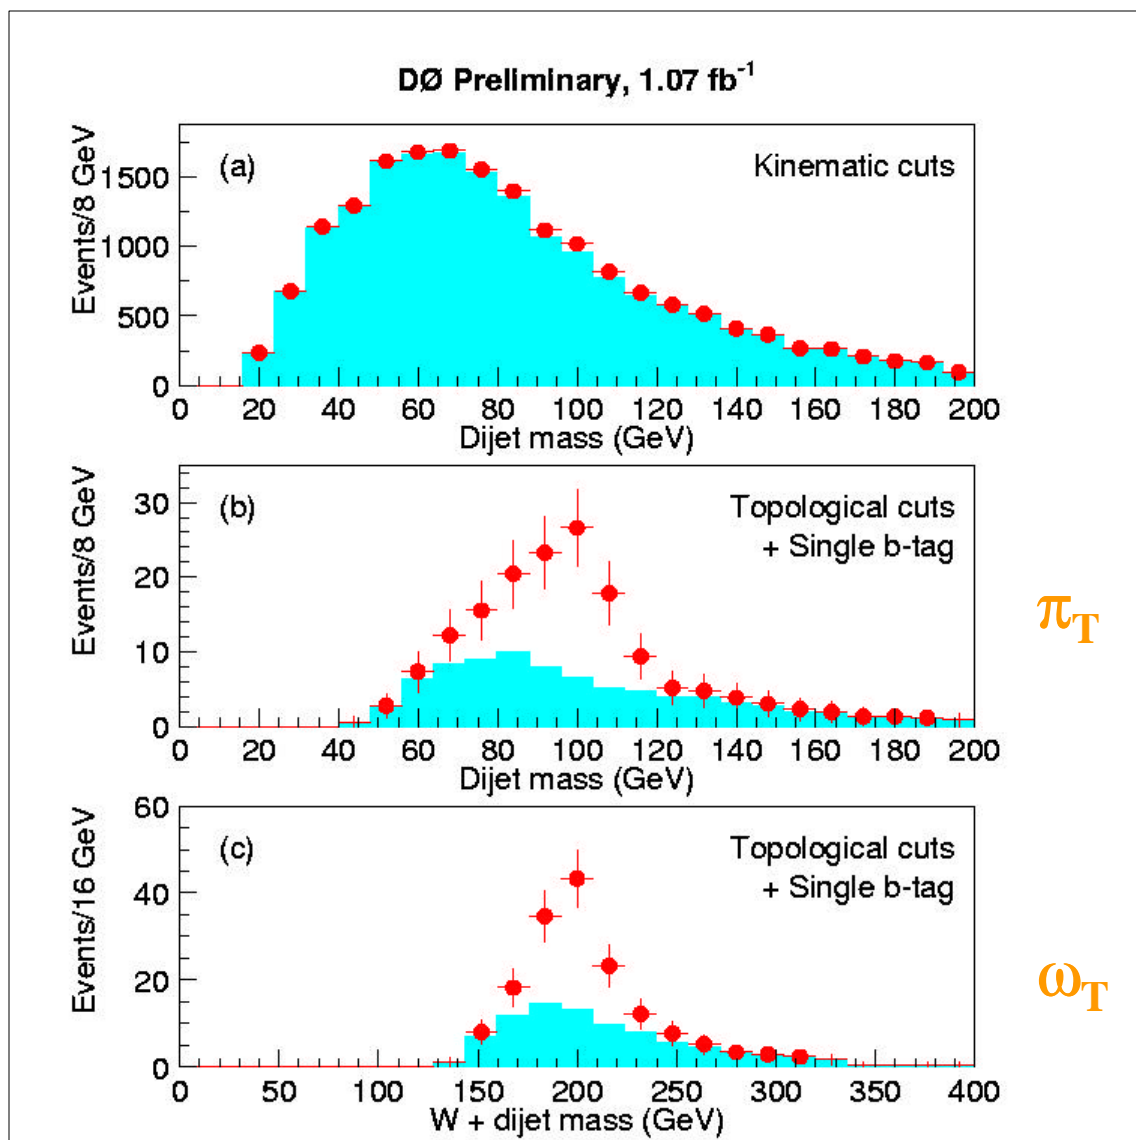 DØ Preliminary, 1.07 fb⁻¹
Events/8 GeV
(a)
Kinematic cuts
1500
1000
500
0
0 20 40 60 80 100 120 140 160 180 200
Dijet mass (GeV)
Events/8 GeV
(b)
Topological cuts
+ Single b-tag
30
20
10
0
0 20 40 60 80 100 120 140 160 180 200
Dijet mass (GeV)
π_T
Events/16 GeV
(c)
Topological cuts
+ Single b-tag
60
40
20
0
0 50 100 150 200 250 300 350 400
W + dijet mass (GeV)
ω_T